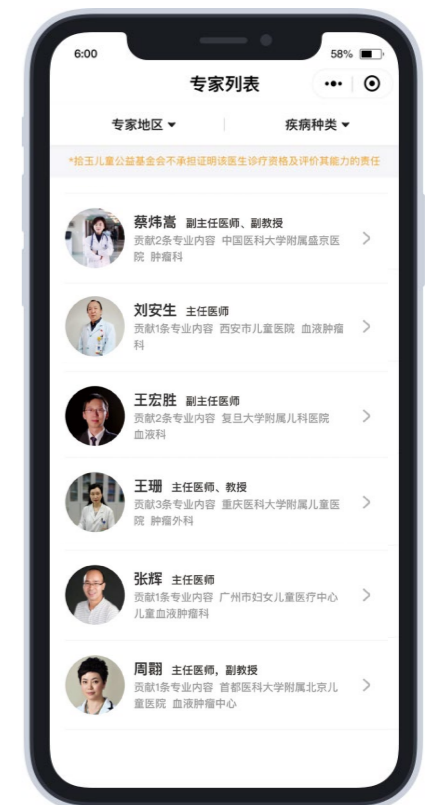 6:00
58%
专家列表
专家地区
疾病种类
*拾玉儿童公益基金会不承担证明该医生诊疗资格及评价其能力的责任
蔡炜嵩 副主任医师、副教授
贡献2条专业内容 中国医科大学附属盛京医
院 肿瘤科
刘安生 主任医师
贡献1条专业内容 西安市儿童医院 血液肿瘤
科
王宏胜 副主任医师
贡献2条专业内容 复旦大学附属儿科医院
血液科
王珊 主任医师、教授
贡献3条专业内容 重庆医科大学附属儿童医
院 肿瘤外科
张辉 主任医师
贡献1条专业内容 广州市妇女儿童医疗中心
儿童血液肿瘤科
周翾 主任医师，副教授
贡献1条专业内容 首都医科大学附属北京儿
童医院 血液肿瘤中心